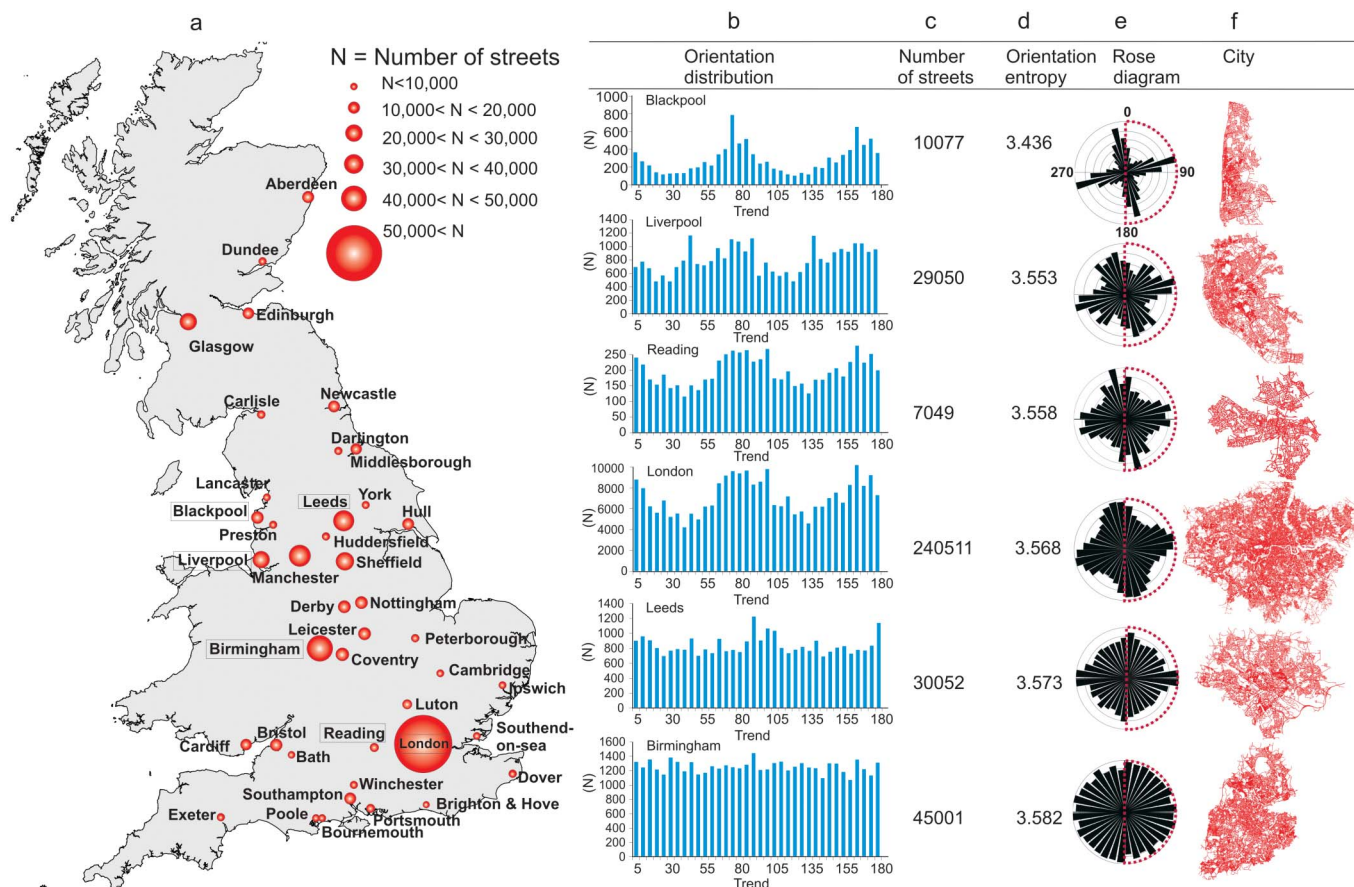 a
N = Number of streets
N<10,000
10,000< N < 20,000
20,000< N < 30,000
30,000< N < 40,000
40,000< N < 50,000
50,000< N
Aberdeen
Dundee
Edinburgh
Glasgow
Carlisle
Newcastle
Darlington
Middlesborough
Lancaster
Blackpool
Preston
Leeds
York
Hull
Huddersfield
Liverpool
Manchester
Sheffield
Derby
Nottingham
Leicester
Peterborough
Birmingham
Coventry
Cambridge
Ipswich
Luton
Cardiff
Bristol
Reading
London
Southend-
on-sea
Bath
Winchester
Dover
Southampton
Brighton & Hove
Exeter
Poole
Portsmouth
Bournemouth
b c d e f
Orientation
distribution
Number
of streets
Orientation
entropy
Rose
diagram
City
Blackpool
(N)
1000
800
600
400
200
0
5 30 55 80 105 135 155 180
Trend
10077
3.436
0
90
180
270
Liverpool
(N)
1400
1200
1000
800
600
400
200
0
5 30 55 80 105 135 155 180
Trend
29050
3.553
Reading
(N)
250
200
150
100
50
0
5 30 55 80 105 135 155 180
Trend
7049
3.558
London
(N)
10000
8000
6000
4000
2000
0
5 30 55 80 105 135 155 180
Trend
240511
3.568
Leeds
(N)
1400
1200
1000
800
600
400
200
0
5 30 55 80 105 135 155 180
Trend
30052
3.573
Birmingham
(N)
1600
1400
1200
1000
800
600
400
200
0
5 30 55 80 105 135 155 180
Trend
45001
3.582